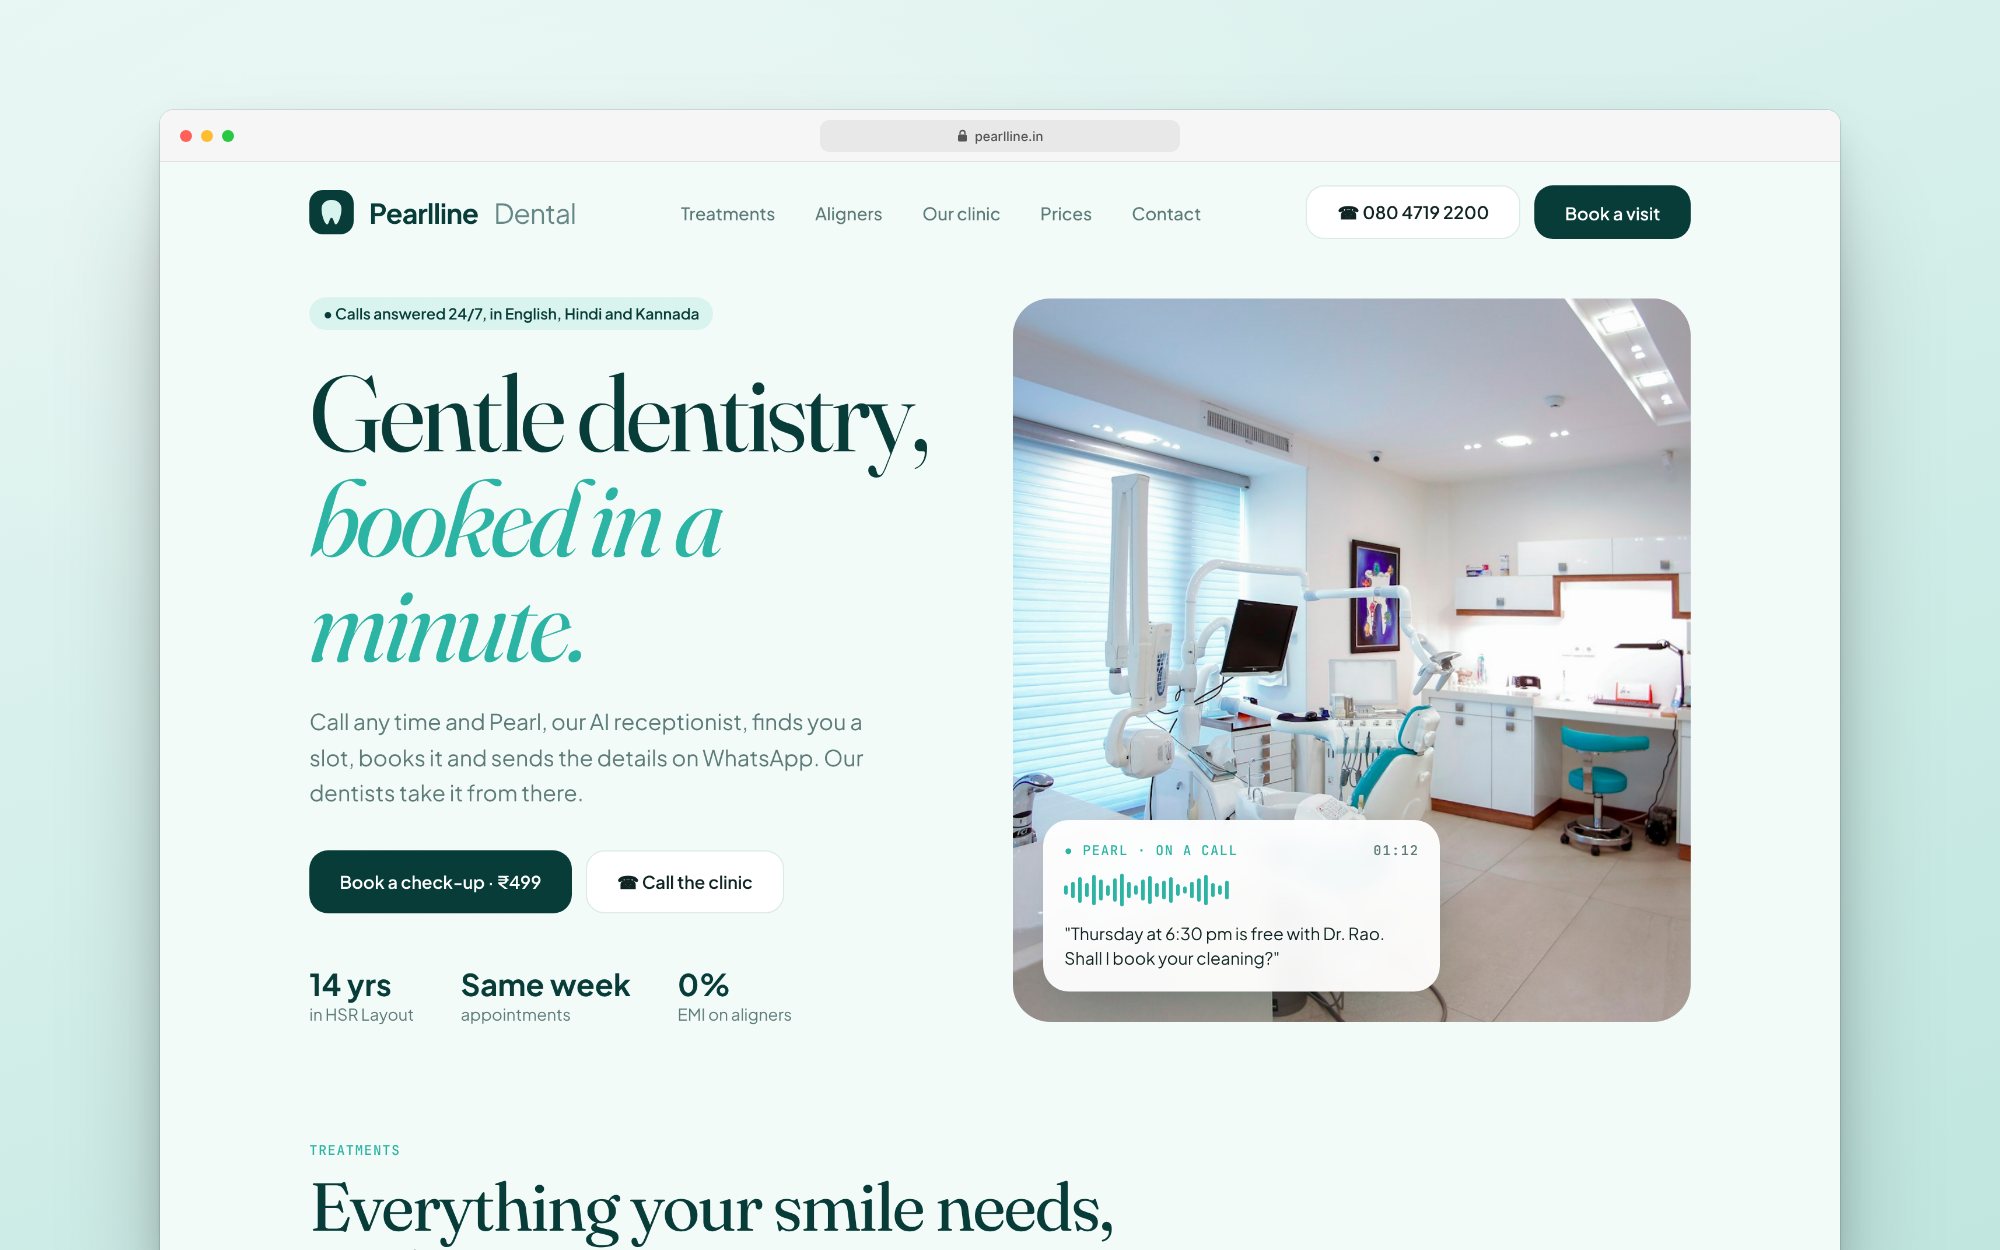 pearlline.in
Pearlline Dental
Treatments Aligners Our clinic Prices Contact
☎ 080 4719 2200
Book a visit
● Calls answered 24/7, in English, Hindi and Kannada
Gentle dentistry,
booked in a
minute.
Call any time and Pearl, our AI receptionist, finds you a
slot, books it and sends the details on WhatsApp. Our
dentists take it from there.
Book a check-up · ₹499
☎ Call the clinic
14 yrs
in HSR Layout
Same week
appointments
0%
EMI on aligners
● PEARL · ON A CALL 01:12
"Thursday at 6:30 pm is free with Dr. Rao.
Shall I book your cleaning?"
TREATMENTS
Everything your smile needs,